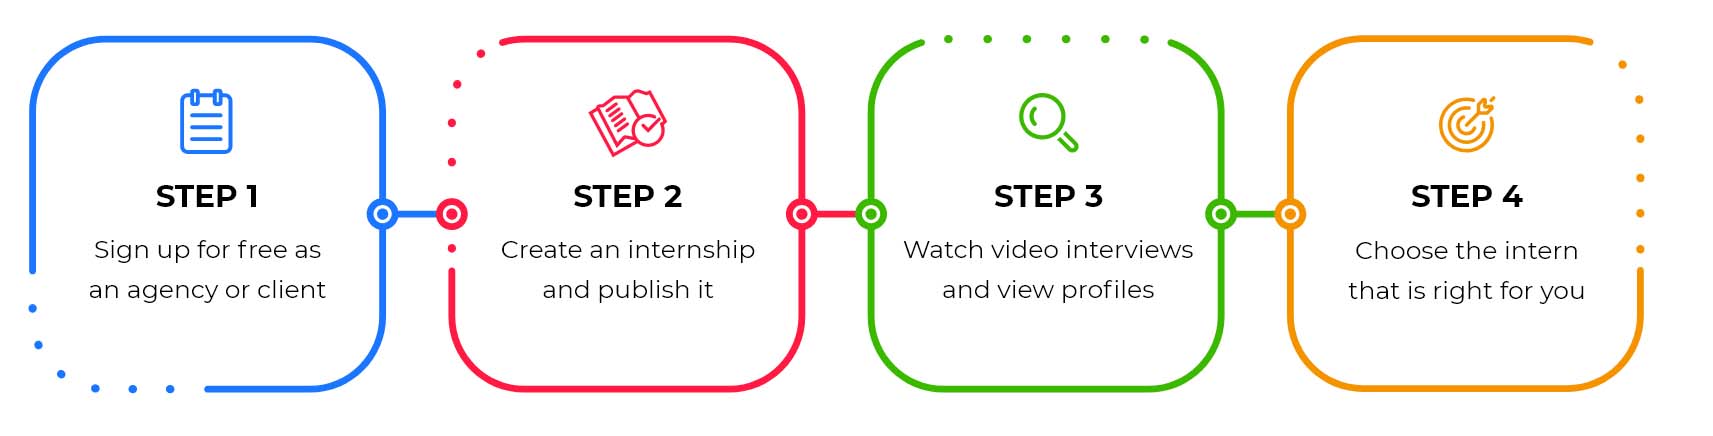 STEP 1
Sign up for free as
an agency or client
STEP 2
Create an internship
and publish it
STEP 3
Watch video interviews
and view profiles
STEP 4
Choose the intern
that is right for you